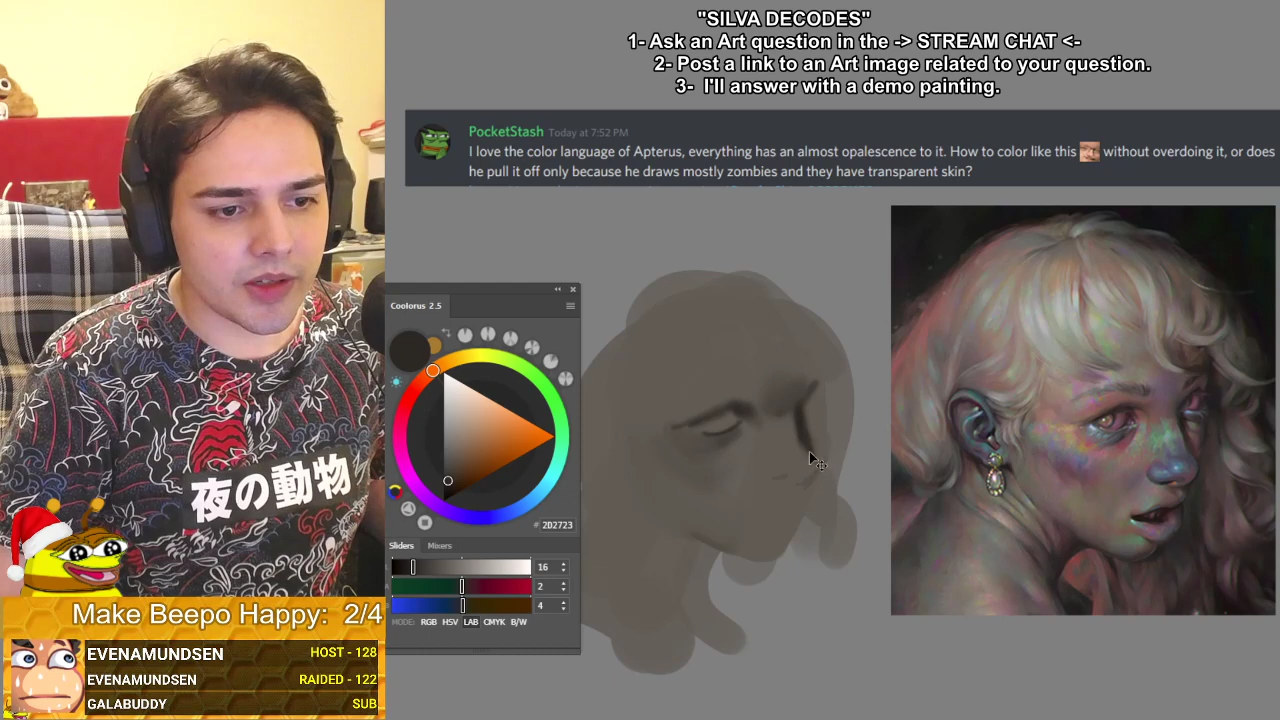 "SILVA DECODES"
1- Ask an Art question in the -> STREAM CHAT <-
2- Post a link to an Art image related to your question.
3- I'll answer with a demo painting.
PocketStash Today at 7:52 PM
I love the color language of Apterus, everything has an almost opalescence to it. How to color like this without overdoing it, or does
he pull it off only because he draws mostly zombies and they have transparent skin?
Coolorus 2.5
# 2D2723
Sliders Mixers
16
2
4
MODE: RGB HSV LAB CMYK B/W
夜の動物
Make Beepo Happy: 2/4
EVENAMUNDSEN HOST - 128
EVENAMUNDSEN RAIDED - 122
GALABUDDY SUB